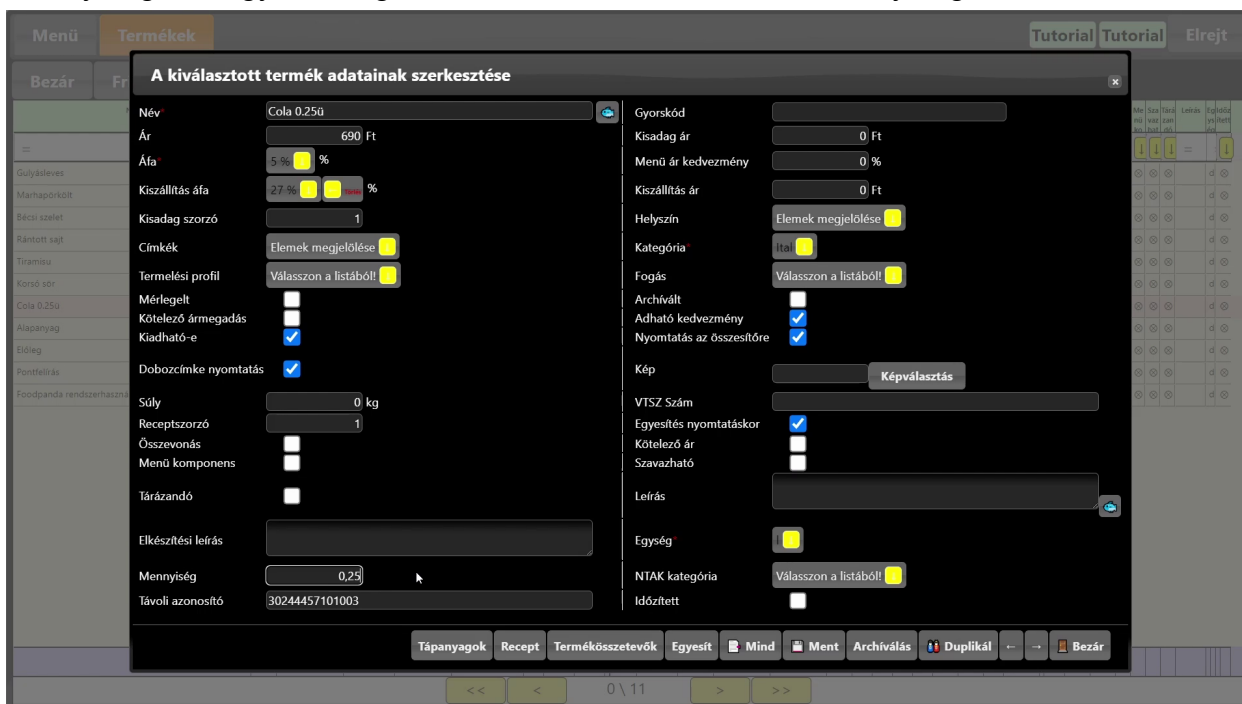 Menü Termékek Tutorial Tutorial Elrejt
Bezár Fr
A kiválasztott termék adatainak szerkesztése
Név* Cola 0.25ü Gyorskód
Ár 690 Ft Kisadag ár 0 Ft
Áfa* 5 % % Menü ár kedvezmény 0 %
Kiszállítás áfa 27 % % Kiszállítás ár 0 Ft
Kisadag szorzó 1 Helyszín Elemek megjelölése
Címkék Elemek megjelölése Kategória* Ital
Termelési profil Válasszon a listából! Fogás Válasszon a listából!
Mérlegelt Archívált
Kötelező ármegadás Adható kedvezmény
Kiadható-e Nyomtatás az összesítőre
Dobozcímke nyomtatás Kép Képválasztás
Súly 0 kg VTSZ Szám
Receptszorzó 1 Egyesítés nyomtatáskor
Összevonás Kötelező ár
Menü komponens Szavazható
Tárázandó Leírás
Elkészítési leírás Egység* l
Mennyiség 0,25 NTAK kategória Válasszon a listából!
Távoli azonosító 30244457101003 Időzített
Tápanyagok Recept Termékösszetevők Egyesít Mind Ment Archíválás Duplikál ← → Bezár
Gulyásleves
Marhapörkölt
Bécsi szelet
Rántott sajt
Tiramisu
Korsó sör
Cola 0.25ü
Alapanyag
Előleg
Pontfelírás
Foodpanda rendszerhaszná
<< < 0 \ 11 > >>